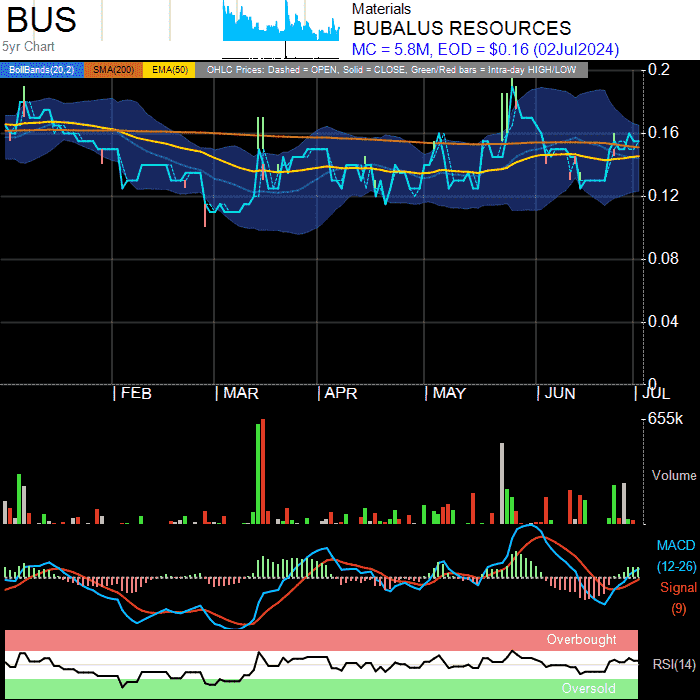 BUS
5yr Chart
Materials
BUBALUS RESOURCES
MC = 5.8M, EOD = $0.16 (02Jul2024)
BollBands(20,2) SMA(200) EMA(50) OHLC Prices: Dashed = OPEN, Solid = CLOSE, Green/Red bars = Intra-day HIGH/LOW
0.2
0.16
0.12
0.08
0.04
0
FEB MAR APR MAY JUN JUL
655k
Volume
MACD
(12-26)
Signal
(9)
Overbought
RSI(14)
Oversold